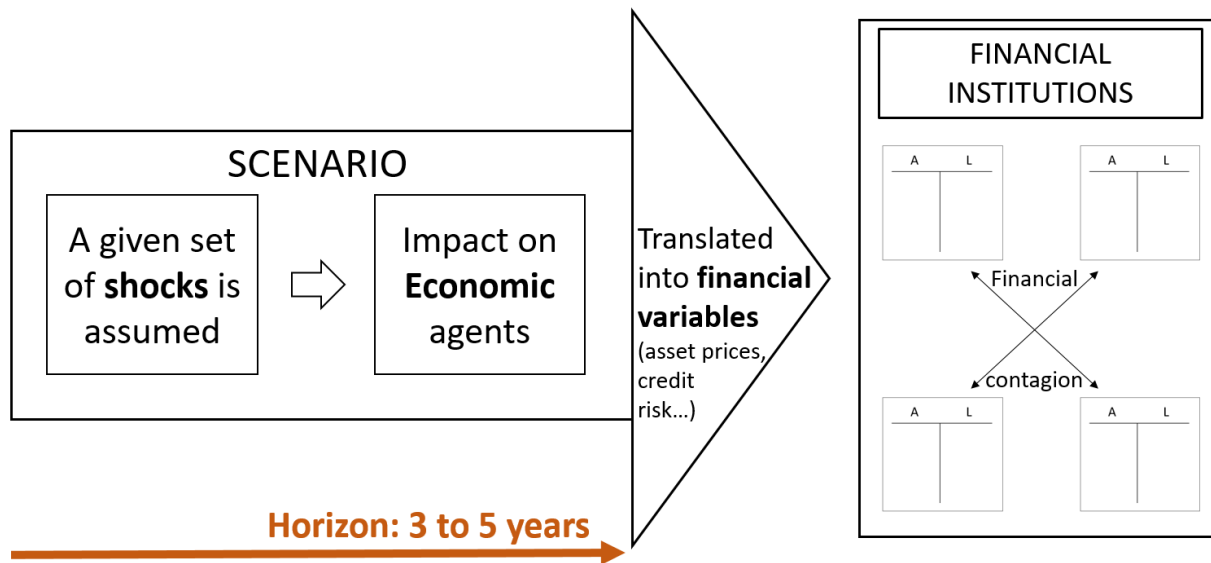 SCENARIO
A given set
of shocks is
assumed
Impact on
Economic
agents
Translated
into financial
variables
(asset prices,
credit
risk...)
Horizon: 3 to 5 years
FINANCIAL
INSTITUTIONS
A L
A L
Financial
contagion
A L
A L